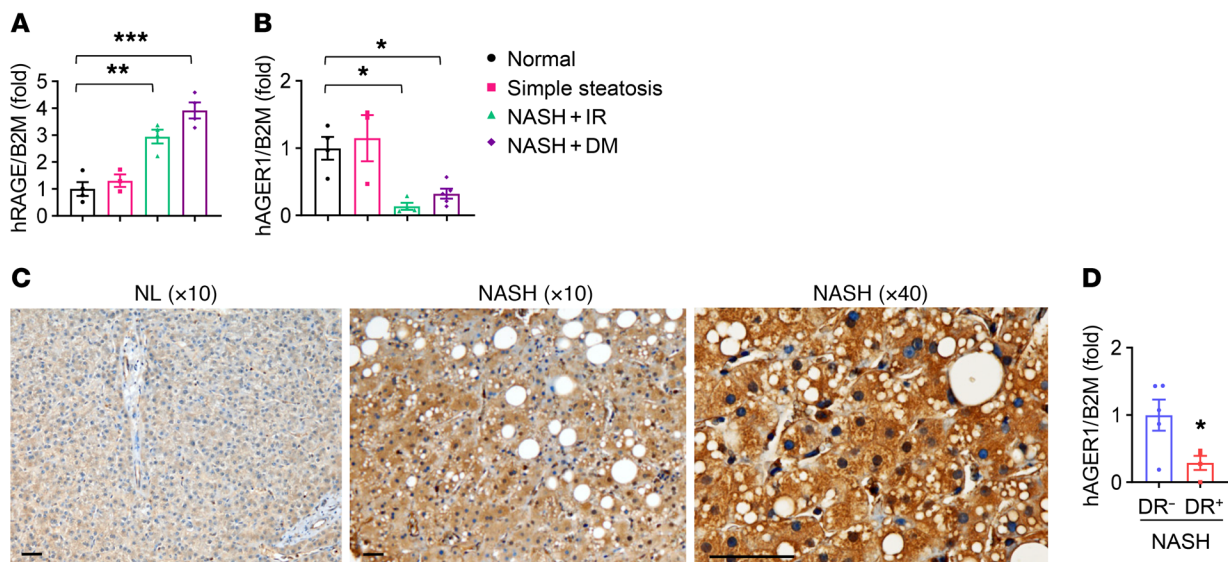 A
***
**
hRAGE/B2M (fold)
5
4
3
2
1
0
B
*
*
hAGER1/B2M (fold)
2
1
0
Normal
Simple steatosis
NASH + IR
NASH + DM
C
NL (×10)
NASH (×10)
NASH (×40)
D
hAGER1/B2M (fold)
2
1
0
*
DR⁻ DR⁺
NASH